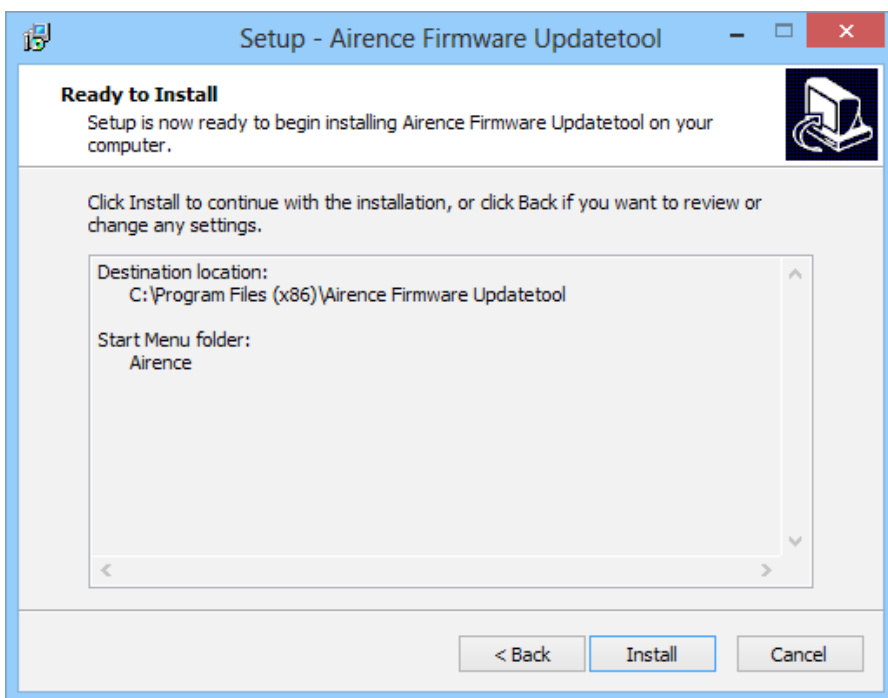 Setup - Airence Firmware Updatetool
Ready to Install
Setup is now ready to begin installing Airence Firmware Updatetool on your
computer.
Click Install to continue with the installation, or click Back if you want to review or
change any settings.
Destination location:
C:\Program Files (x86)\Airence Firmware Updatetool
Start Menu folder:
Airence
< Back
Install
Cancel